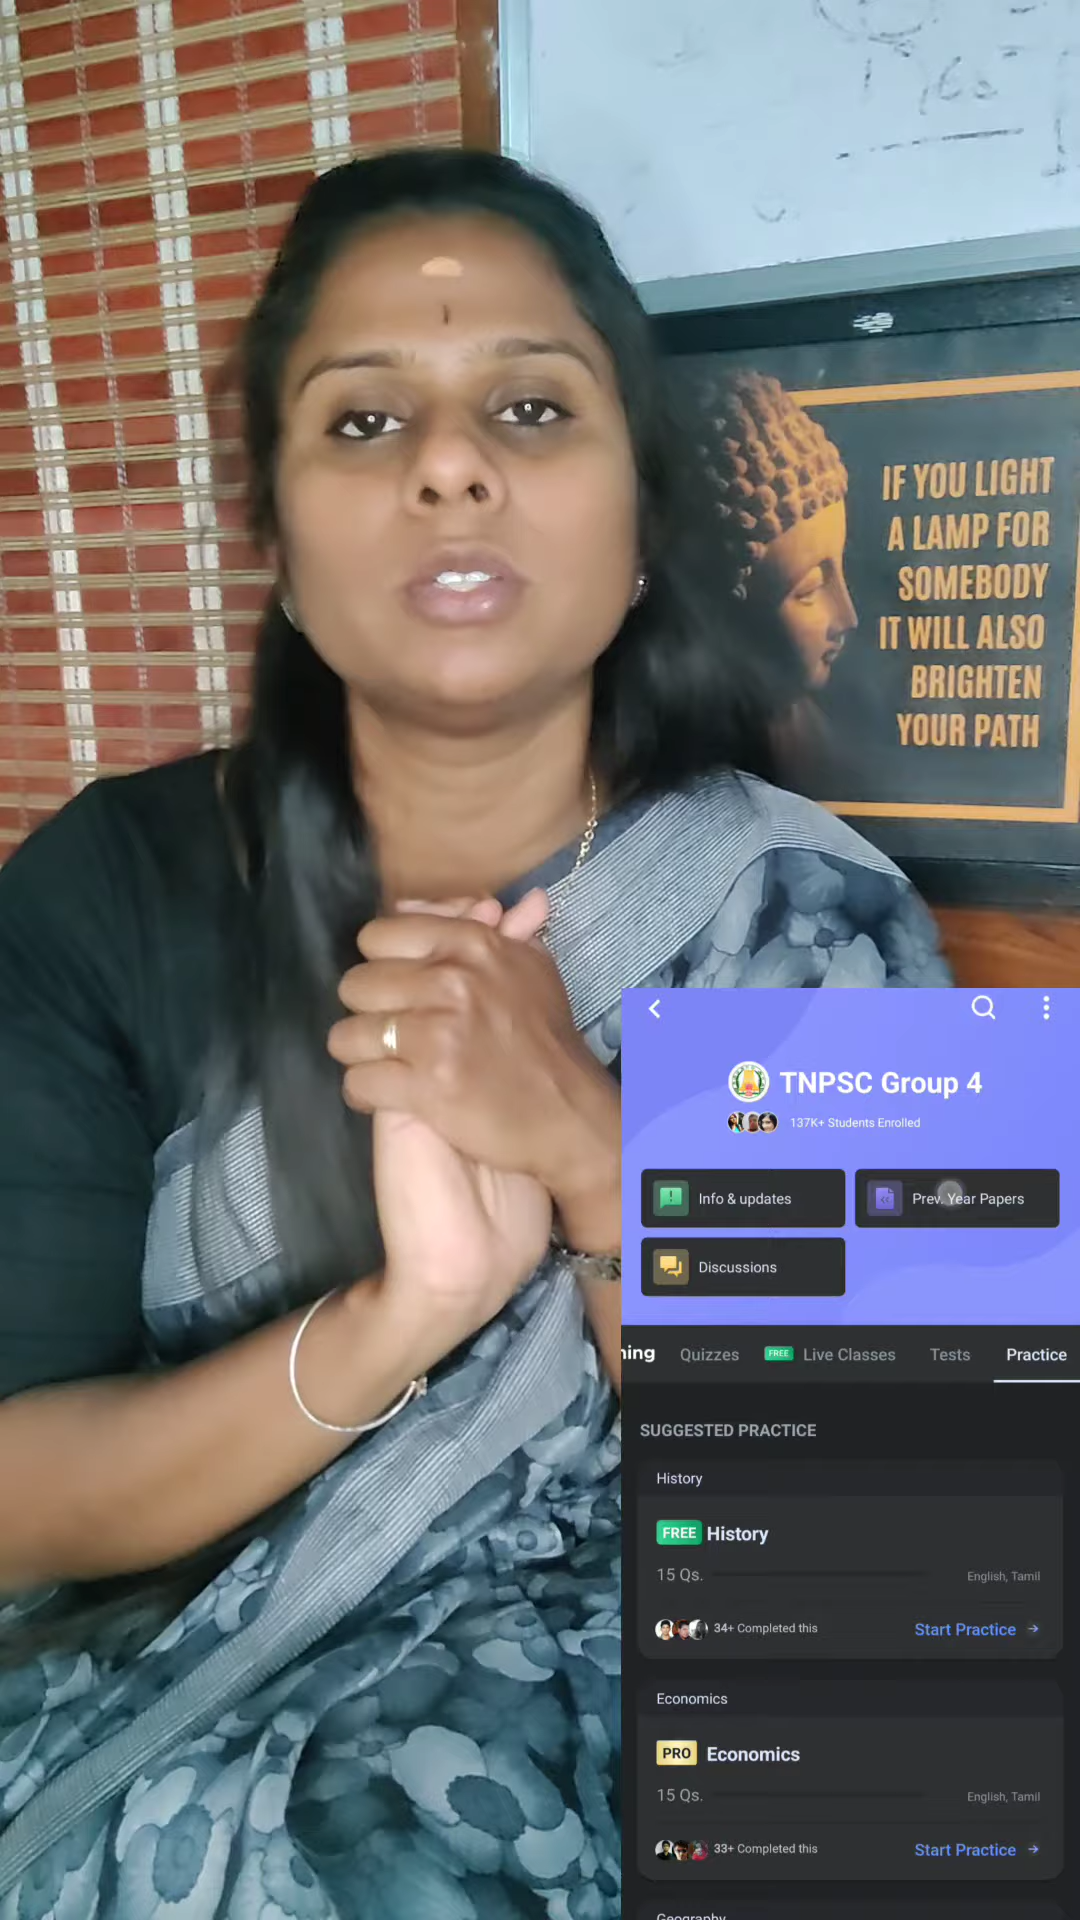 IF YOU LIGHT
A LAMP FOR
SOMEBODY
IT WILL ALSO
BRIGHTEN
YOUR PATH
TNPSC Group 4
137K+ Students Enrolled
Info & updates
Prev. Year Papers
Discussions
Quizzes
FREE Live Classes
Tests
Practice
SUGGESTED PRACTICE
History
FREE History
15 Qs.
English, Tamil
34+ Completed this
Start Practice
Economics
PRO Economics
15 Qs.
English, Tamil
33+ Completed this
Start Practice